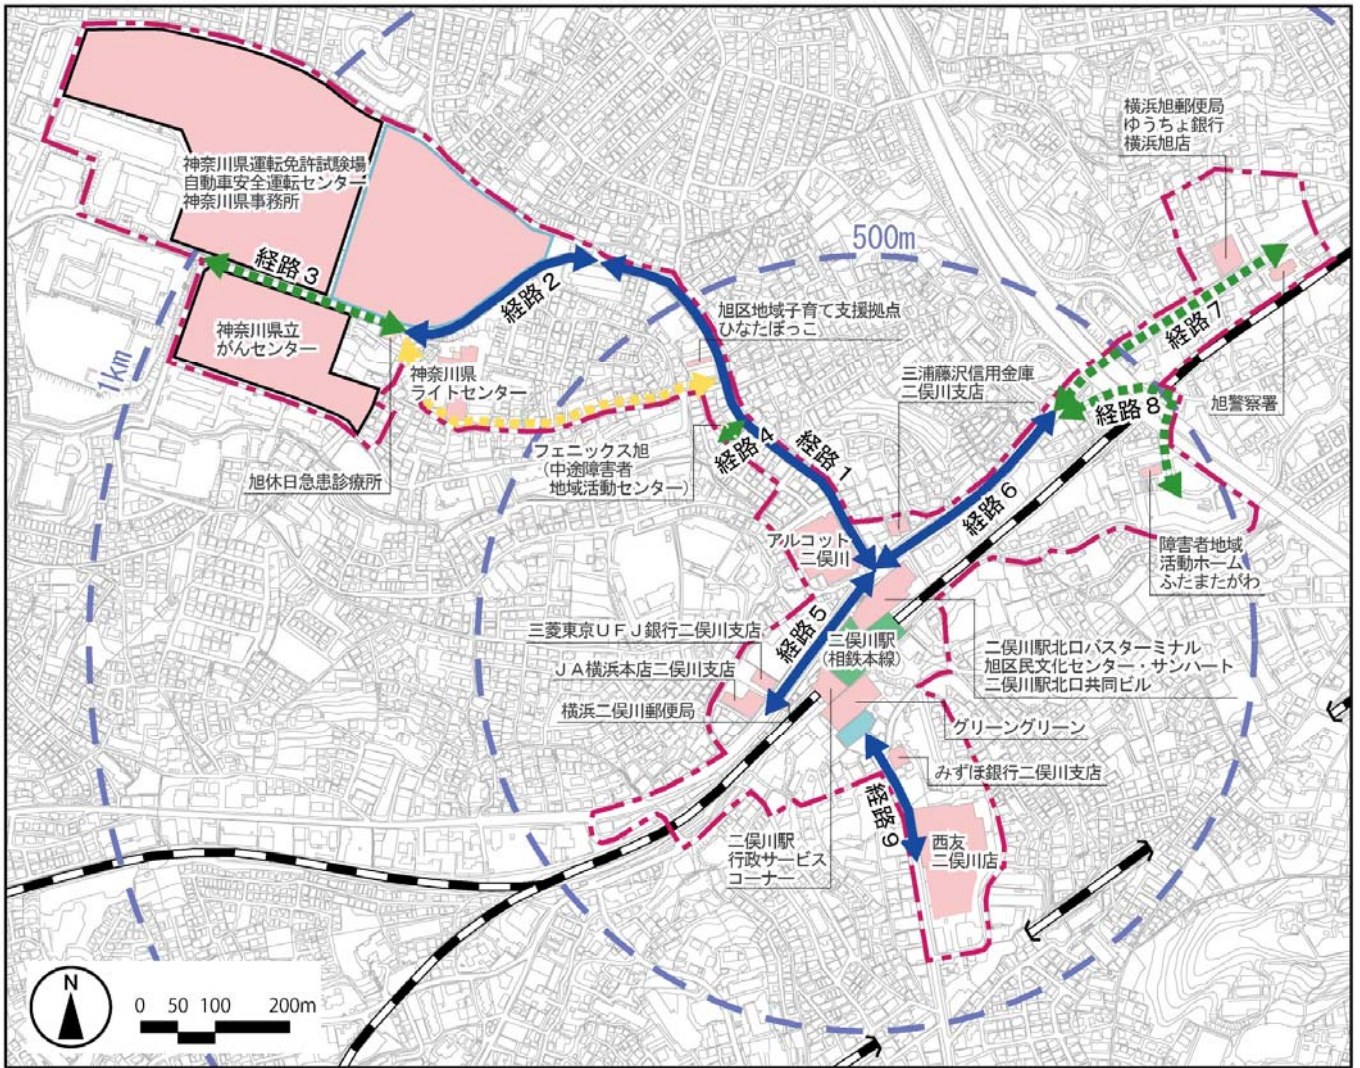 横浜旭郵便局
ゆうちょ銀行
横浜旭店
神奈川県運転免許試験場
自動車安全運転センター
神奈川県事務所
500m
経路3
経路2
経路7
旭区地域子育て支援拠点
ひなたぼっこ
神奈川県立
がんセンター
1km
神奈川県
ライトセンター
三浦藤沢信用金庫
二俣川支店
旭警察署
経路8
フェニックス旭
(中途障害者
地域活動センター)
経路4
経路1
旭休日急患診療所
経路6
アルコット
二俣川
障害者地域
活動ホーム
ふたまたがわ
三菱東京UFJ銀行二俣川支店
経路5
二俣川駅
(相鉄本線)
二俣川駅北口バスターミナル
旭区民文化センター・サンハート
二俣川駅北口共同ビル
JA横浜本店二俣川支店
横浜二俣川郵便局
グリーングリーン
みずほ銀行二俣川支店
経路9
二俣川駅
行政サービス
コーナー
西友
二俣川店
N
0 50 100 200m